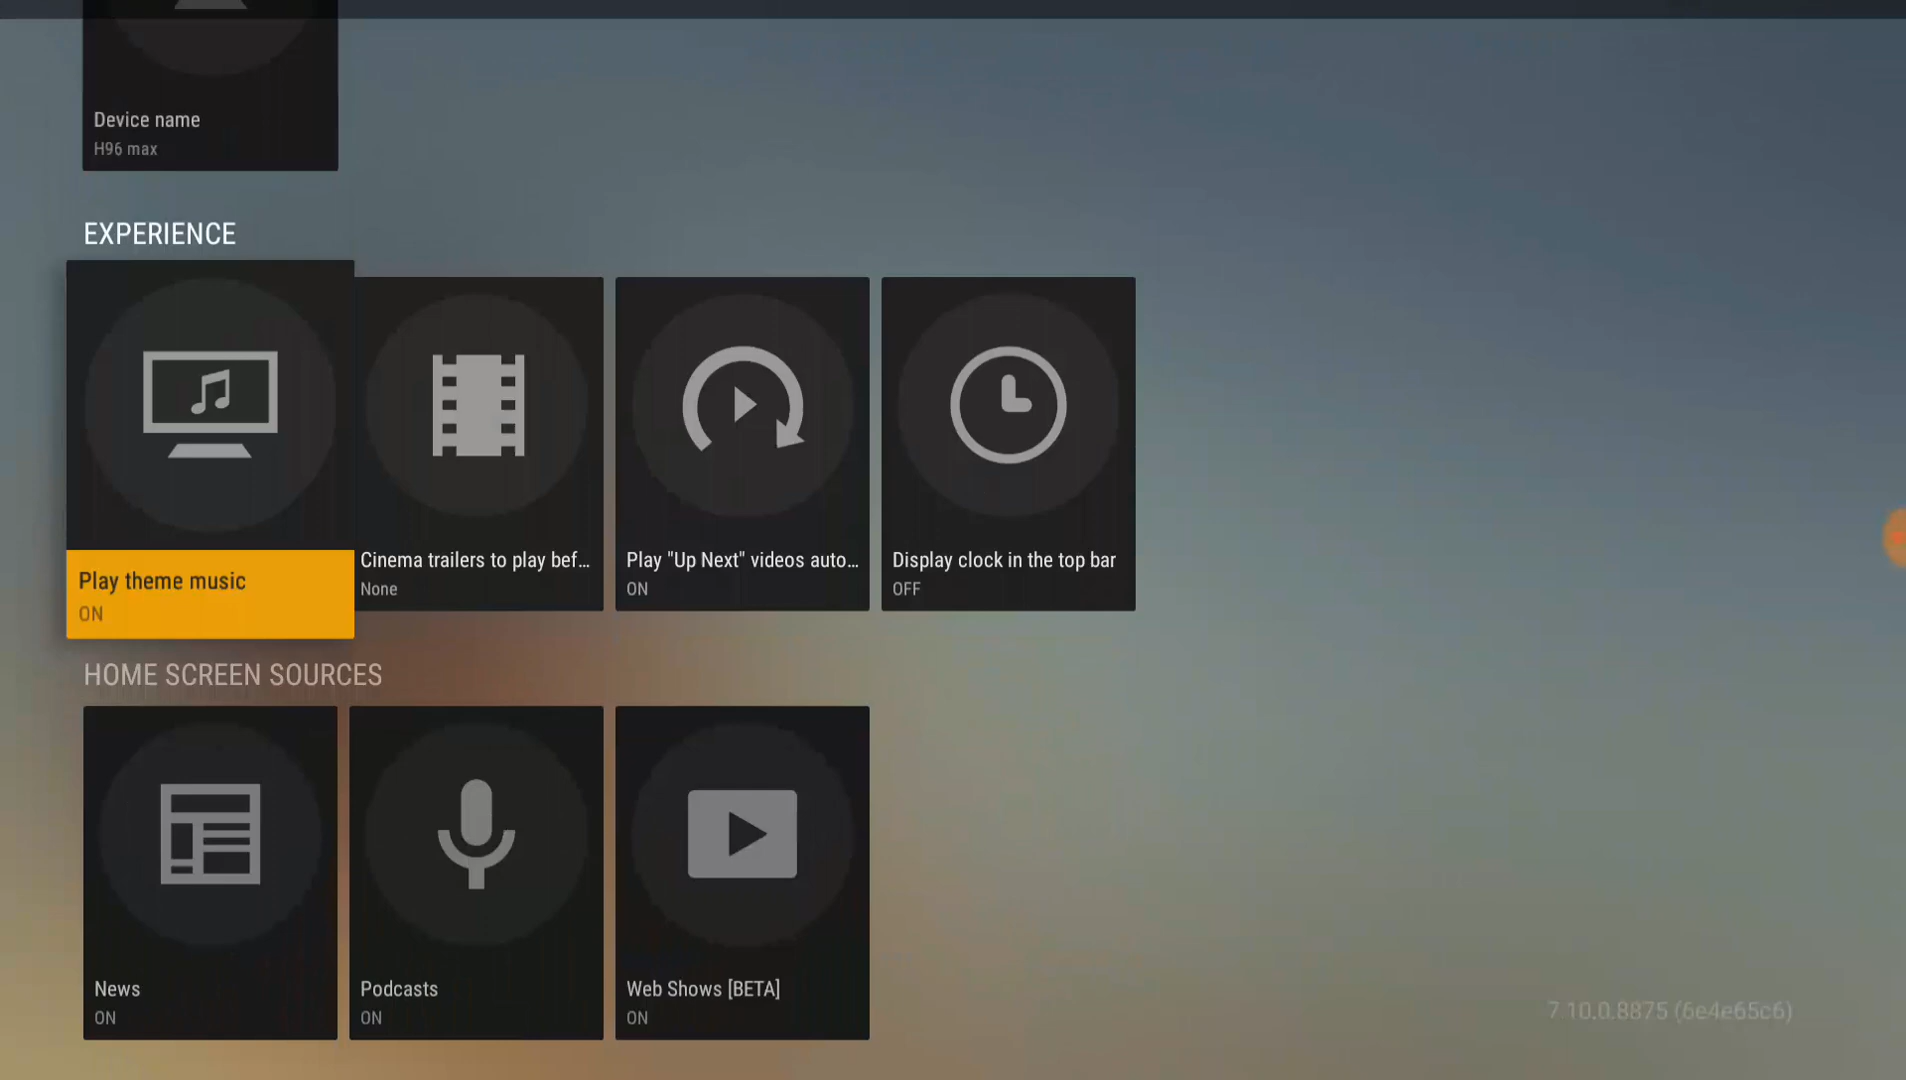 Device name
H96 max
EXPERIENCE
Play theme music
ON
Cinema trailers to play bef...
None
Play "Up Next" videos auto...
ON
Display clock in the top bar
OFF
HOME SCREEN SOURCES
News
ON
Podcasts
ON
Web Shows [BETA]
ON
7.10.0.8875 (6e4e65c6)